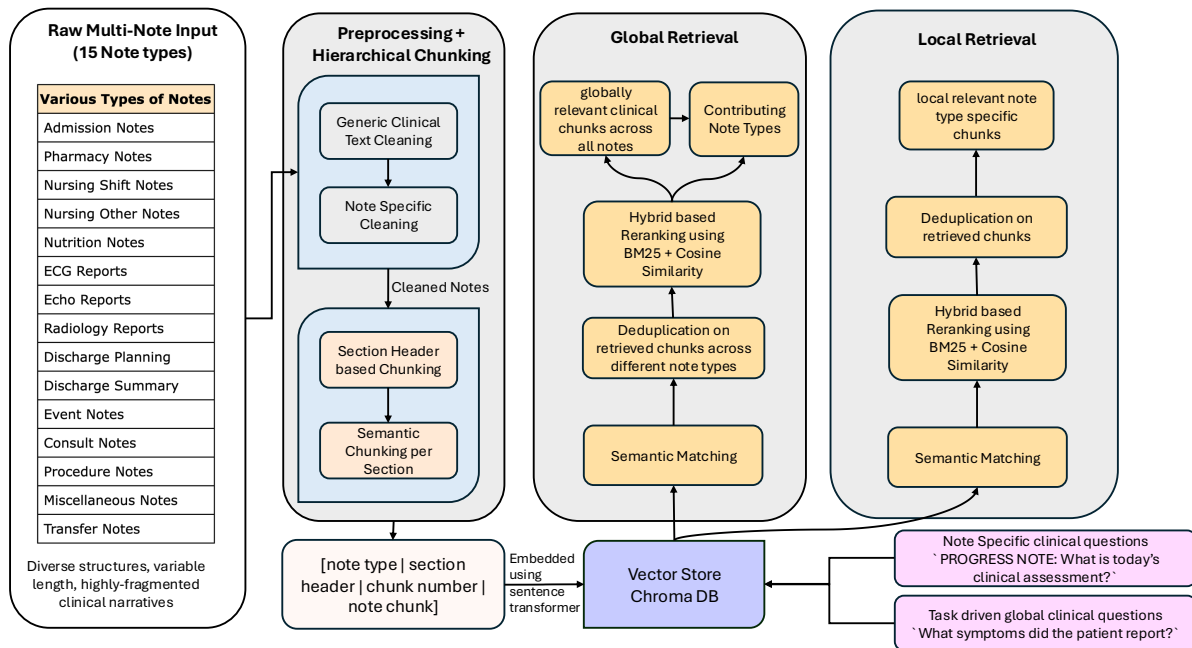 Raw Multi-Note Input
(15 Note types)
Various Types of Notes
Admission Notes
Pharmacy Notes
Nursing Shift Notes
Nursing Other Notes
Nutrition Notes
ECG Reports
Echo Reports
Radiology Reports
Discharge Planning
Discharge Summary
Event Notes
Consult Notes
Procedure Notes
Miscellaneous Notes
Transfer Notes
Diverse structures, variable
length, highly-fragmented
clinical narratives
Preprocessing +
Hierarchical Chunking
Generic Clinical
Text Cleaning
Note Specific
Cleaning
Cleaned Notes
Section Header
based Chunking
Semantic
Chunking per
Section
[note type | section
header | chunk number |
note chunk]
Embedded
using
sentence
transformer
Global Retrieval
globally
relevant clinical
chunks across
all notes
Contributing
Note Types
Hybrid based
Reranking using
BM25 + Cosine
Similarity
Deduplication on
retrieved chunks across
different note types
Semantic Matching
Vector Store
Chroma DB
Local Retrieval
local relevant note
type specific
chunks
Deduplication on
retrieved chunks
Hybrid based
Reranking using
BM25 + Cosine
Similarity
Semantic Matching
Note Specific clinical questions
`PROGRESS NOTE: What is today’s
clinical assessment?`
Task driven global clinical questions
`What symptoms did the patient report?`